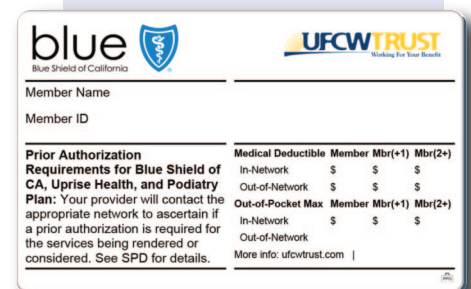 blue
Blue Shield of California
UFCWTRUST
Working For Your Benefit
Member Name
Member ID
Prior Authorization
Requirements for Blue Shield of
CA, Uprise Health, and Podiatry
Plan: Your provider will contact the
appropriate network to ascertain if
a prior authorization is required for
the services being rendered or
considered. See SPD for details.
Medical Deductible Member Mbr(+1) Mbr(2+)
In-Network $ $ $
Out-of-Network $ $ $
Out-of-Pocket Max Member Mbr(+1) Mbr(2+)
In-Network $ $ $
Out-of-Network
More info: ufcwtrust.com |
PPO